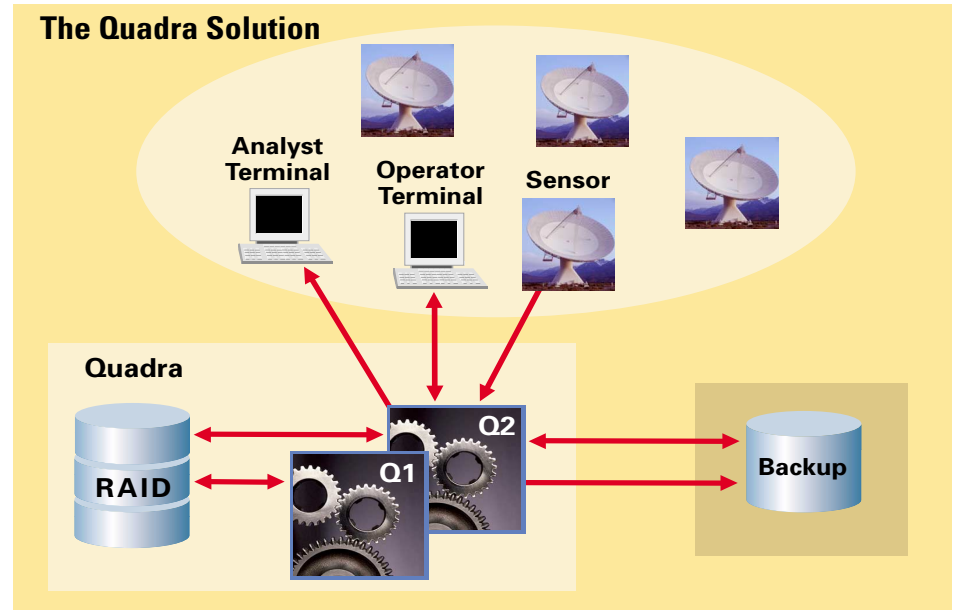 The Quadra Solution
Analyst
Terminal
Operator
Terminal
Sensor
Quadra
RAID
Q1
Q2
Backup